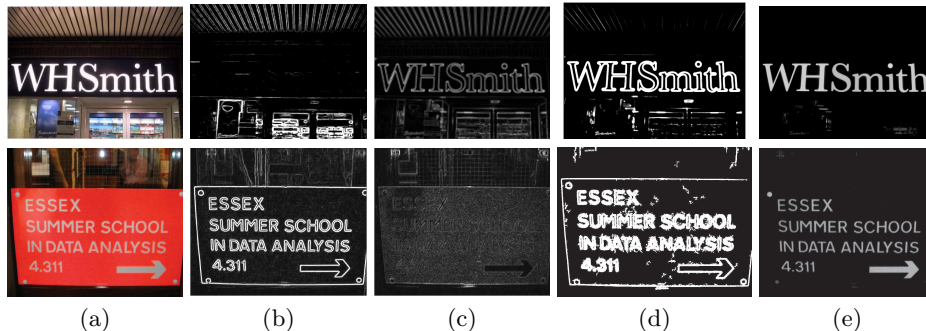 WHSmith WHSmith WHSmith WHSmith
ESSEX ESSEX ESSEX ESSEX
SUMMER SCHOOL SUMMER SCHOOL SUMMER SCHOOL SUMMER SCHOOL
IN DATA ANALYSIS IN DATA ANALYSIS IN DATA ANALYSIS IN DATA ANALYSIS
4.311 4.311 4.311 4.311
(a) (b) (c) (d) (e)